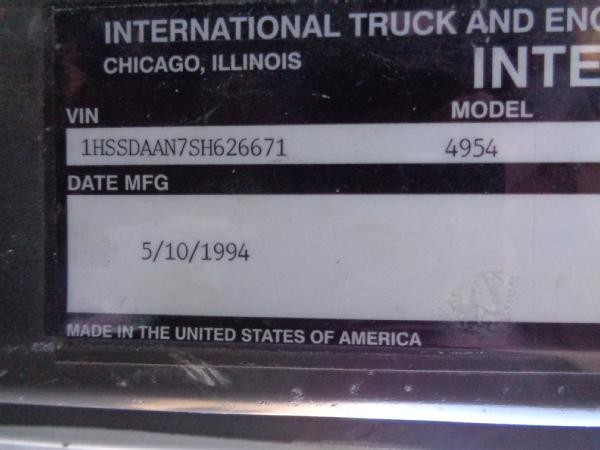 INTERNATIONAL TRUCK AND ENG
CHICAGO, ILLINOIS
INTE
VIN MODEL
1HSSDAAN7SH626671 4954
DATE MFG
5/10/1994
MADE IN THE UNITED STATES OF AMERICA